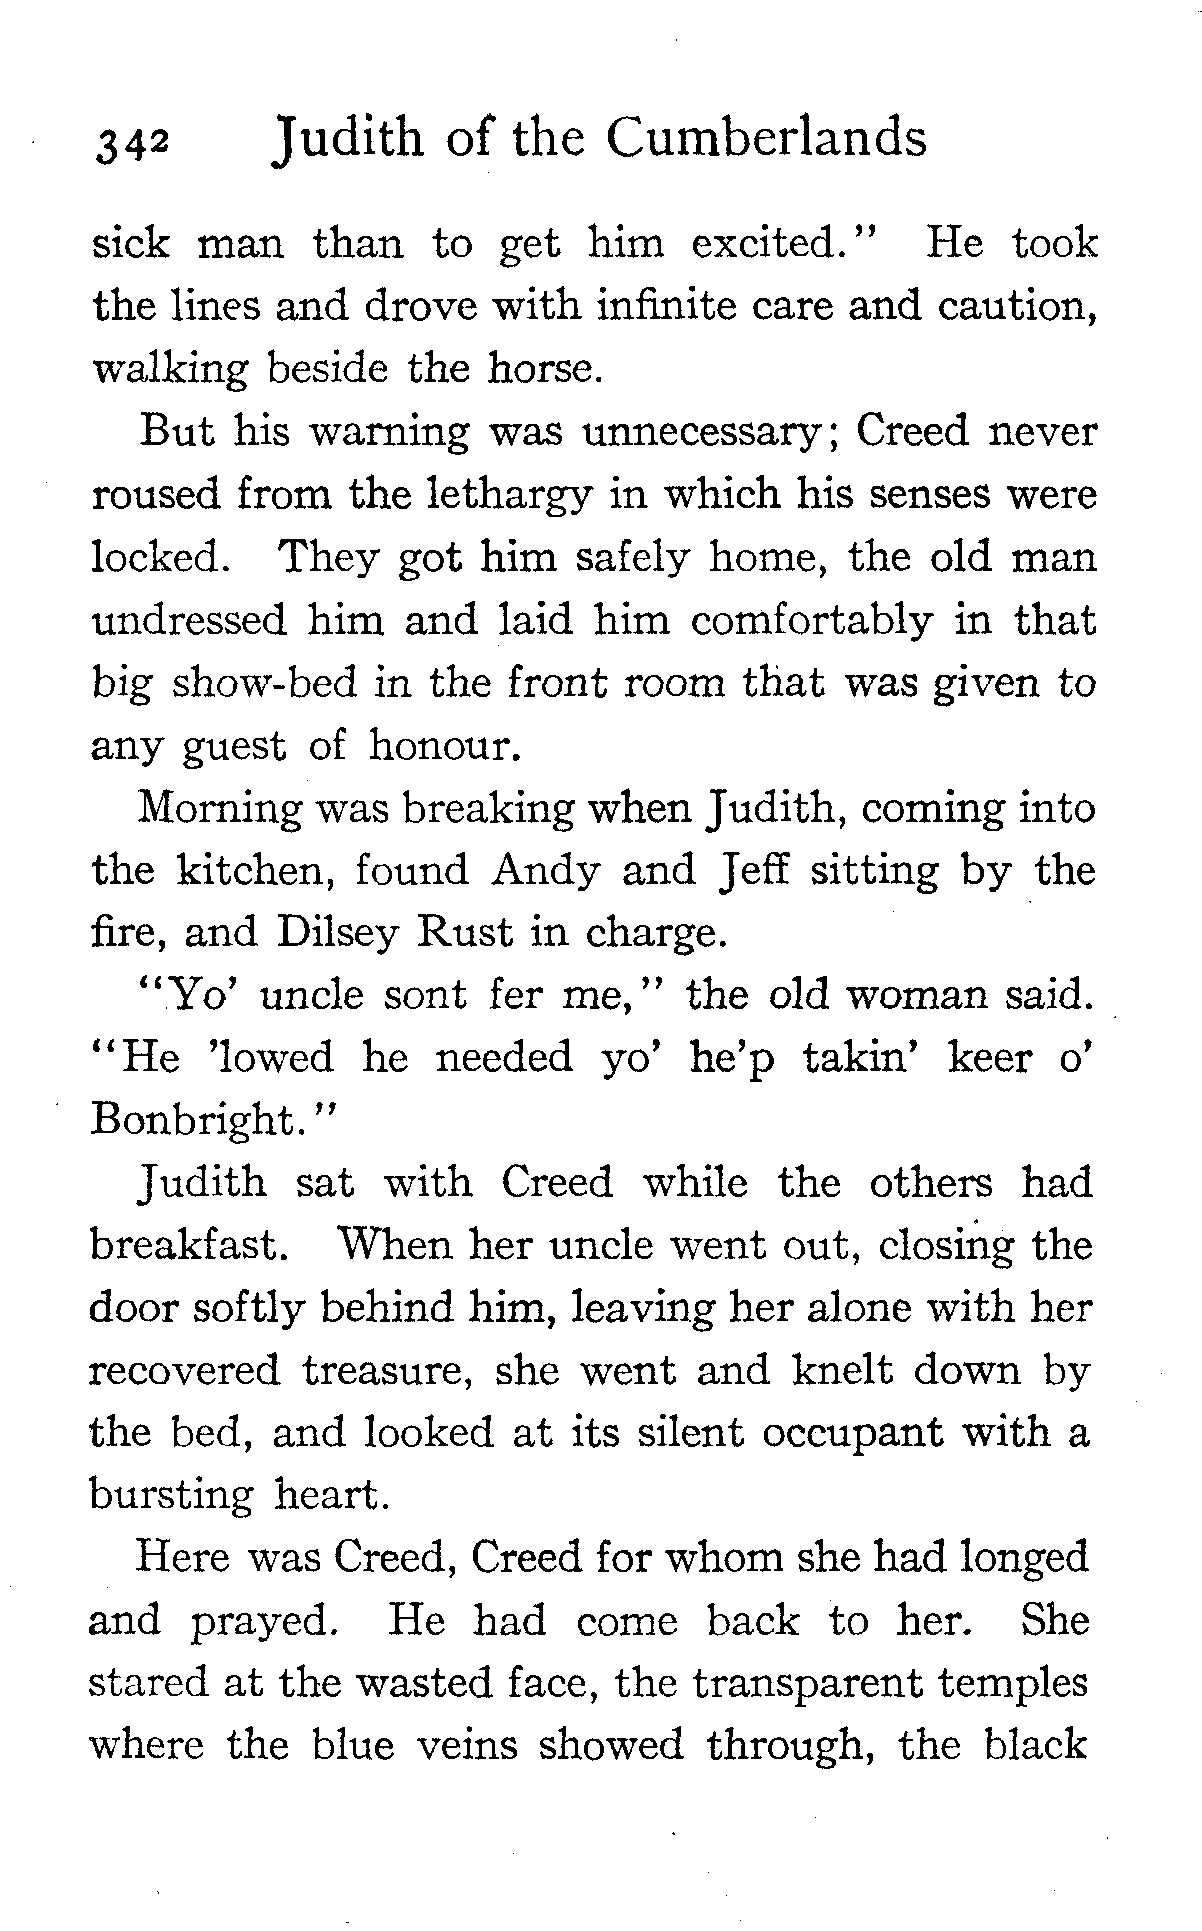 342 Judith of the Cumberlands
sick man than to get him excited." He took
the lines and drove with infinite care and caution,
walking beside the horse.
But his warning was unnecessary; Creed never
roused from the lethargy in which his senses were
locked. They got him safely home, the old man
undressed him and laid him comfortably in that
big show-bed in the front room that was given to
any guest of honour.
Morning was breaking when Judith, coming into
the kitchen, found Andy and Jeff sitting by the
fire, and Dilsey Rust in charge.
"Yo' uncle sont fer me," the old woman said.
"He 'lowed he needed yo' he'p takin' keer o'
Bonbright."
Judith sat with Creed while the others had
breakfast. When her uncle went out, closing the
door softly behind him, leaving her alone with her
recovered treasure, she went and knelt down by
the bed, and looked at its silent occupant with a
bursting heart.
Here was Creed, Creed for whom she had longed
and prayed. He had come back to her. She
stared at the wasted face, the transparent temples
where the blue veins showed through, the black